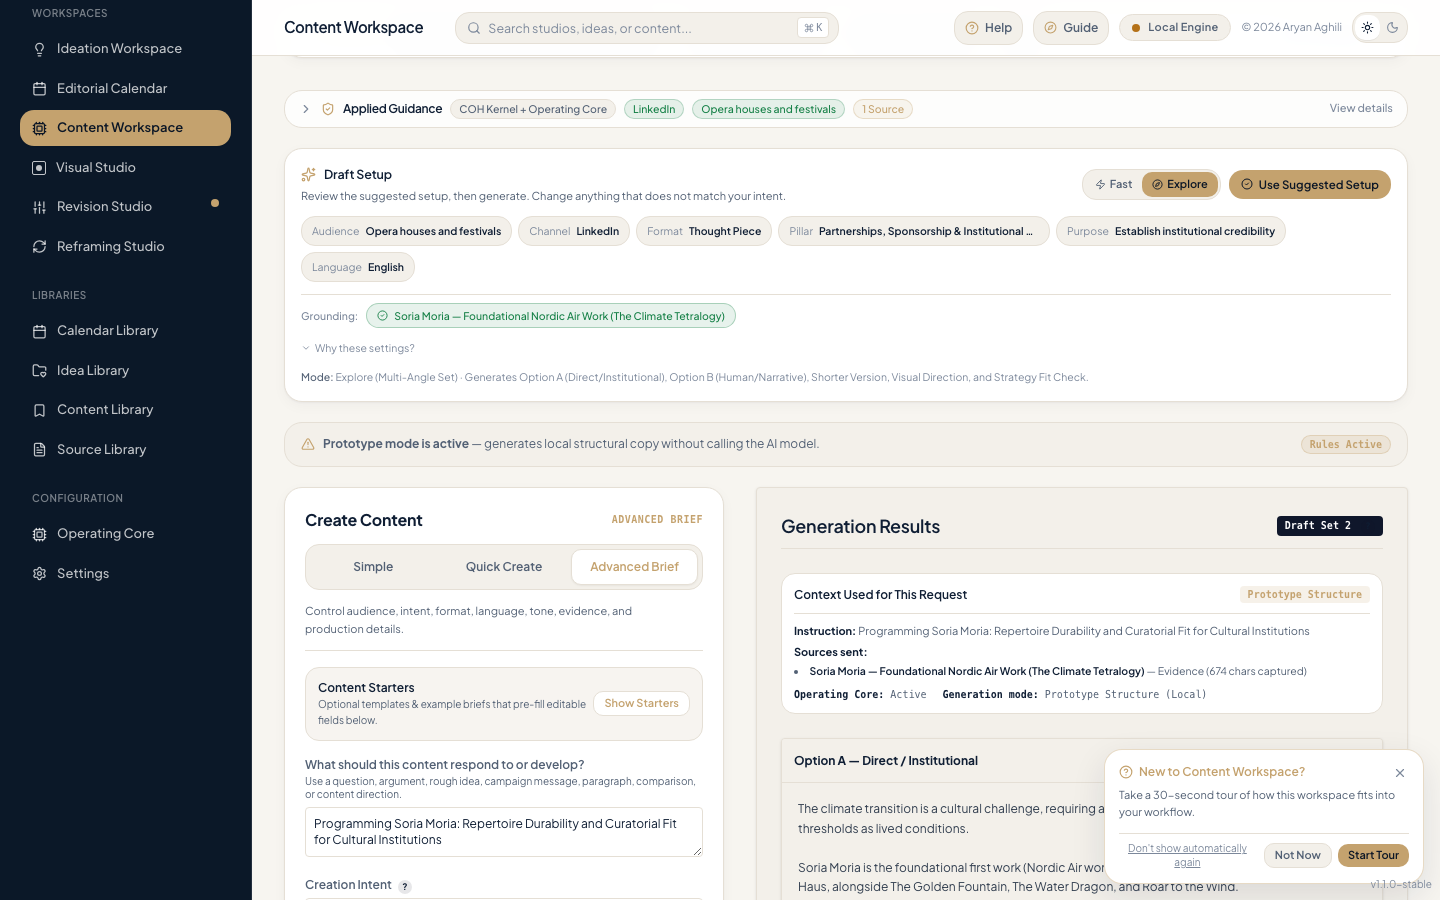 WORKSPACES
Ideation Workspace
Editorial Calendar
Content Workspace
Visual Studio
Revision Studio
Reframing Studio
LIBRARIES
Calendar Library
Idea Library
Content Library
Source Library
CONFIGURATION
Operating Core
Settings
Content Workspace
Search studios, ideas, or content...
⌘ K
Help
Guide
Local Engine
© 2026 Aryan Aghili
Applied Guidance
COH Kernel + Operating Core
LinkedIn
Opera houses and festivals
1 Source
View details
Draft Setup
Review the suggested setup, then generate. Change anything that does not match your intent.
Fast
Explore
Use Suggested Setup
Audience Opera houses and festivals
Channel LinkedIn
Format Thought Piece
Pillar Partnerships, Sponsorship & Institutional ...
Purpose Establish institutional credibility
Language English
Grounding:
Soria Moria — Foundational Nordic Air Work (The Climate Tetralogy)
Why these settings?
Mode: Explore (Multi-Angle Set) · Generates Option A (Direct/Institutional), Option B (Human/Narrative), Shorter Version, Visual Direction, and Strategy Fit Check.
Prototype mode is active — generates local structural copy without calling the AI model.
Rules Active
Create Content
ADVANCED BRIEF
Simple
Quick Create
Advanced Brief
Control audience, intent, format, language, tone, evidence, and
production details.
Content Starters
Optional templates & example briefs that pre-fill editable
fields below.
Show Starters
What should this content respond to or develop?
Use a question, argument, rough idea, campaign message, paragraph, comparison,
or content direction.
Programming Soria Moria: Repertoire Durability and Curatorial Fit
for Cultural Institutions
Creation Intent ?
Generation Results
Draft Set 2
Context Used for This Request
Prototype Structure
Instruction: Programming Soria Moria: Repertoire Durability and Curatorial Fit for Cultural Institutions
Sources sent:
Soria Moria — Foundational Nordic Air Work (The Climate Tetralogy) — Evidence (674 chars captured)
Operating Core: Active Generation mode: Prototype Structure (Local)
Option A — Direct / Institutional
The climate transition is a cultural challenge, requiring a
thresholds as lived conditions.
Soria Moria is the foundational first work (Nordic Air wor
Haus, alongside The Golden Fountain, The Water Dragon, and Roar to the Wind.
New to Content Workspace?
Take a 30-second tour of how this workspace fits into
your workflow.
Don't show automatically
again
Not Now
Start Tour
v1.1.0-stable